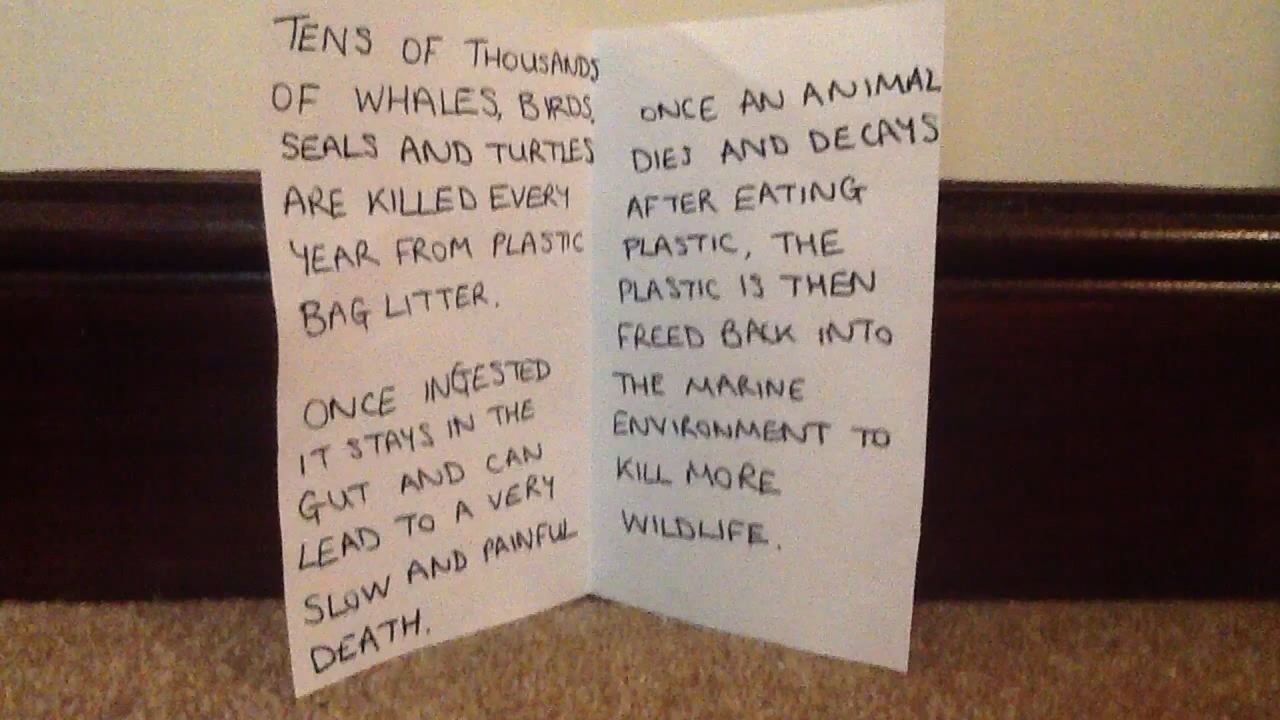 TENS OF THOUSANDS
OF WHALES, BIRDS,
SEALS AND TURTLES
ARE KILLED EVERY
YEAR FROM PLASTIC
BAG LITTER.
ONCE INGESTED
IT STAYS IN THE
GUT AND CAN
LEAD TO A VERY
SLOW AND PAINFUL
DEATH.
ONCE AN ANIMAL
DIES AND DECAYS
AFTER EATING
PLASTIC, THE
PLASTIC IS THEN
FREED BACK INTO
THE MARINE
ENVIRONMENT TO
KILL MORE
WILDLIFE.